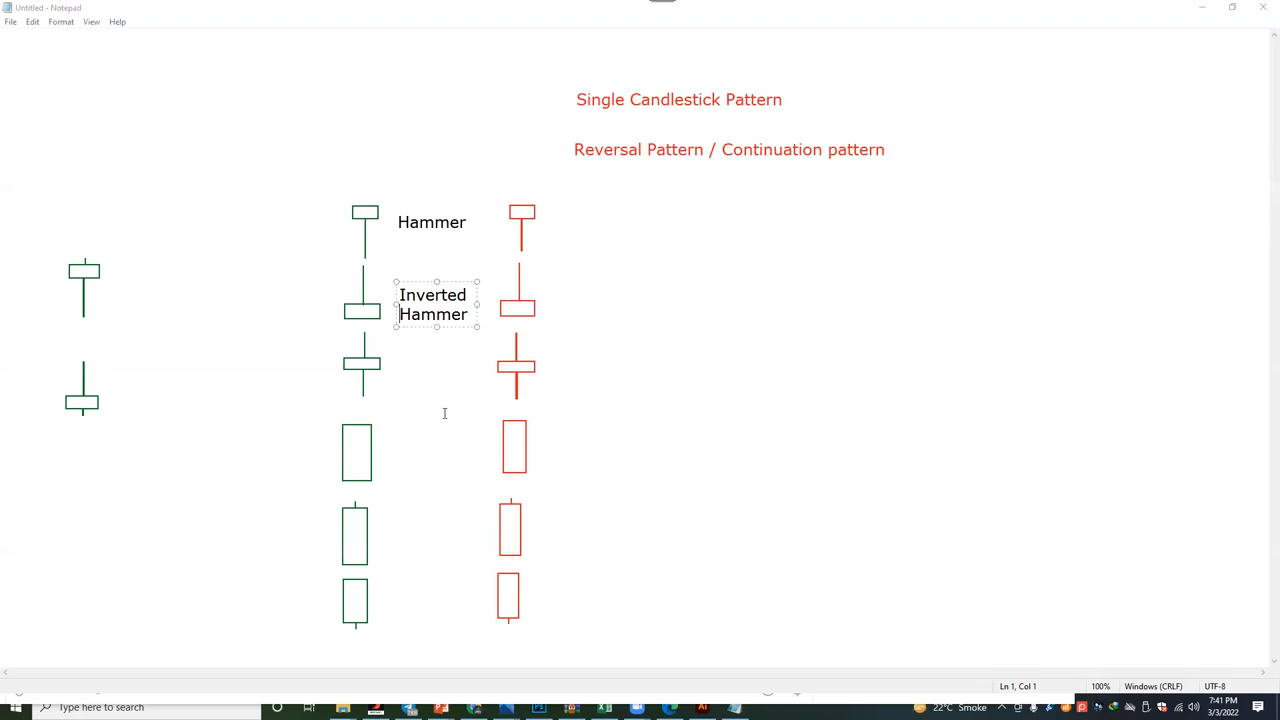 Untitled - Notepad
File Edit Format View Help
Single Candlestick Pattern
Reversal Pattern / Continuation pattern
Hammer
Inverted
Hammer
Ln 1, Col 1
100%
Windows (CRLF)
UTF-8
Type here to search
22°C Smoke
7:41 PM
3/3/2022